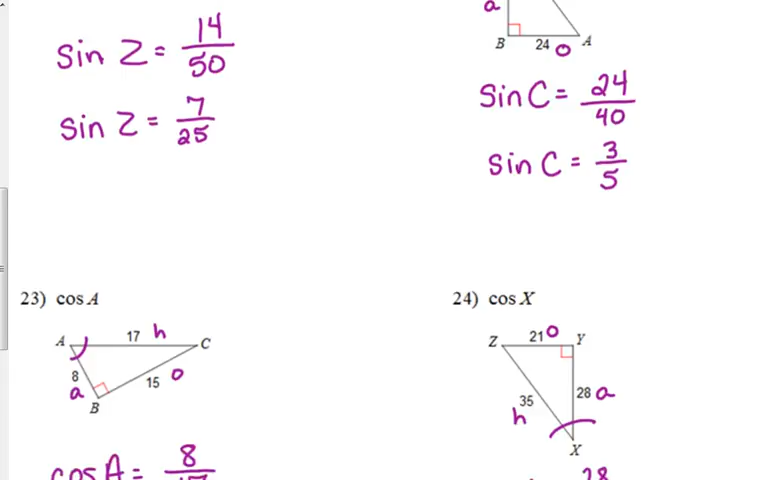 sin Z = 14/50
sin Z = 7/25
a
B 24 o A
sin C = 24/40
sin C = 3/5
23) cos A
A 17 h C
8 15 o
a
B
cos A = 8/17
24) cos X
Z 21 o Y
28 a
35
h
X
28